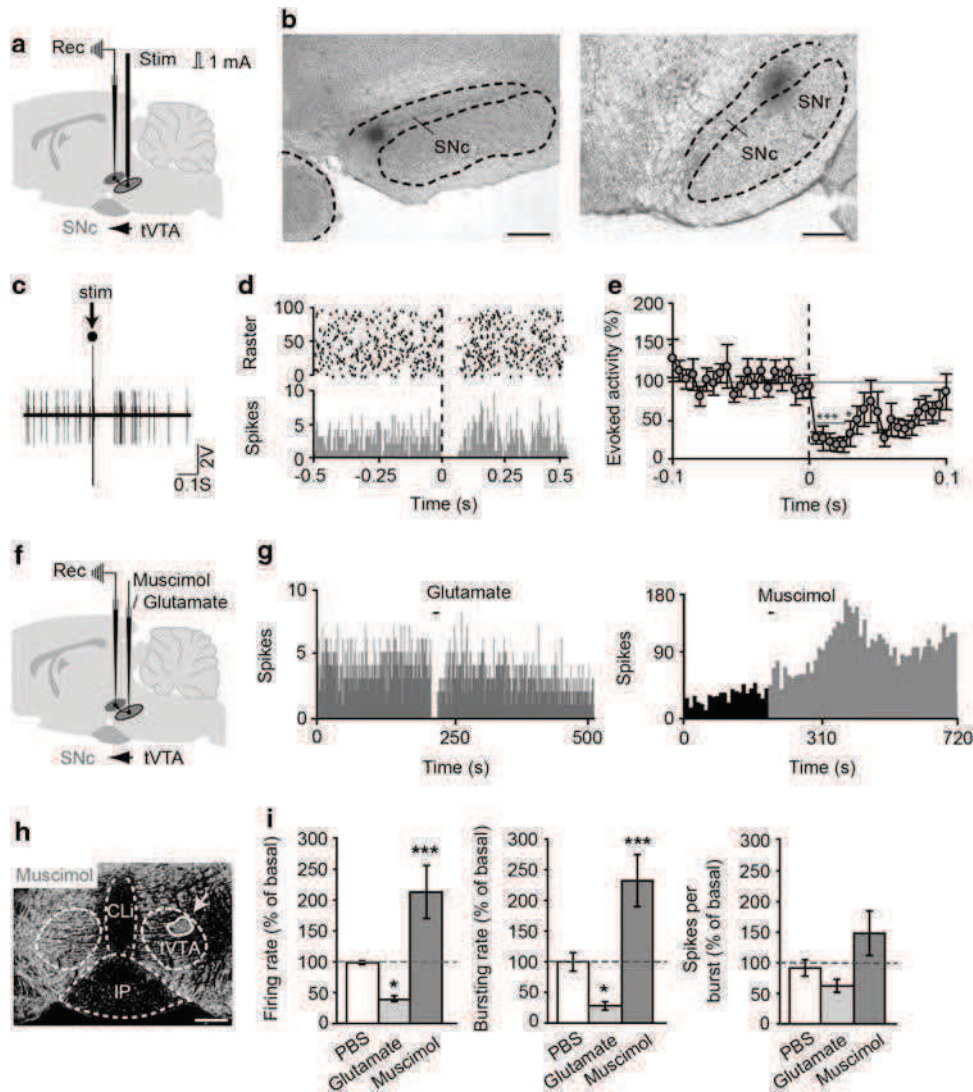 a
Rec
Stim
1 mA
SNc
tVTA
b
SNc
SNr
SNc
c
stim
2V
0.1S
d
Raster
100
50
0
Spikes
10
5
0
-0.5
-0.25
0
0.25
0.5
Time (s)
e
Evoked activity (%)
200
150
100
50
0
***
*
-0.1
0
0.1
Time (s)
f
Rec
Muscimol
/ Glutamate
SNc
tVTA
g
Spikes
10
5
0
Glutamate
0
250
500
Time (s)
Spikes
180
90
0
Muscimol
0
310
720
Time (s)
h
Muscimol
CLi
tVTA
IP
i
Firing rate (% of basal)
300
250
200
150
100
50
0
*
***
PBS
Glutamate
Muscimol
Bursting rate (% of basal)
300
250
200
150
100
50
0
*
***
PBS
Glutamate
Muscimol
Spikes per
burst (% of basal)
300
250
200
150
100
50
0
PBS
Glutamate
Muscimol